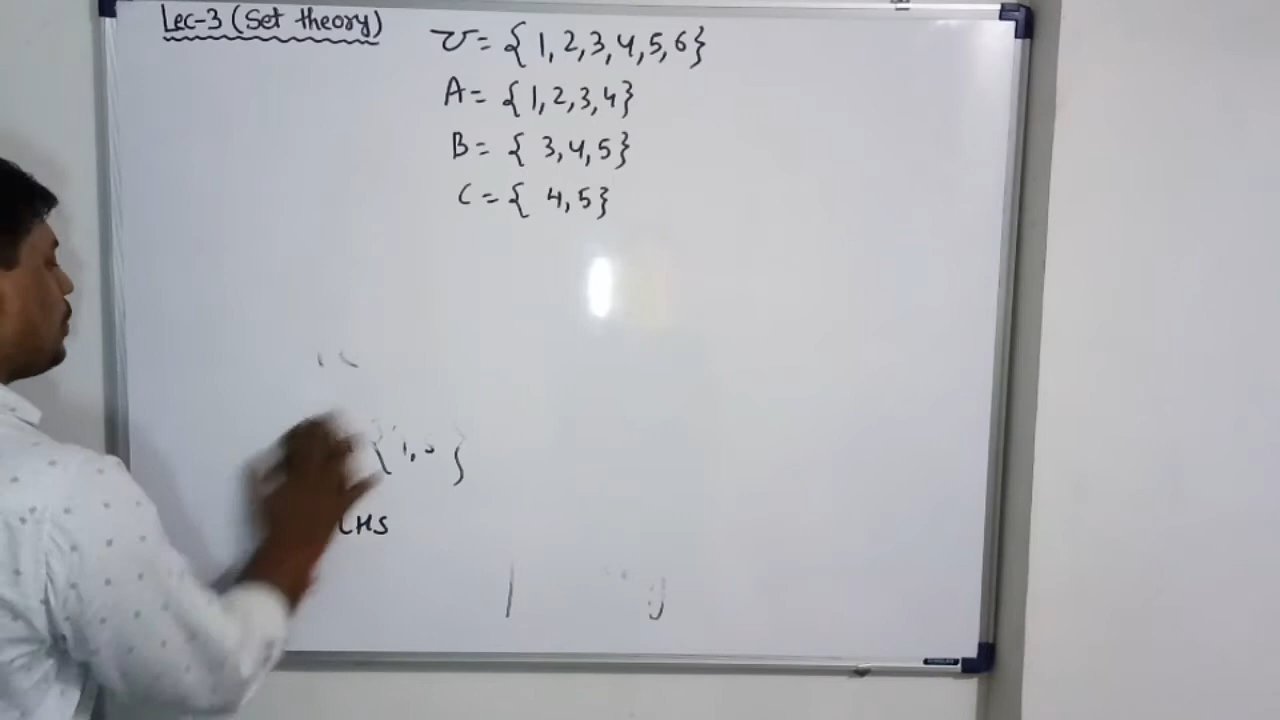 Lec-3 (Set theory)
U = {1, 2, 3, 4, 5, 6}
A = {1, 2, 3, 4}
B = { 3, 4, 5}
C = { 4, 5}
LHS